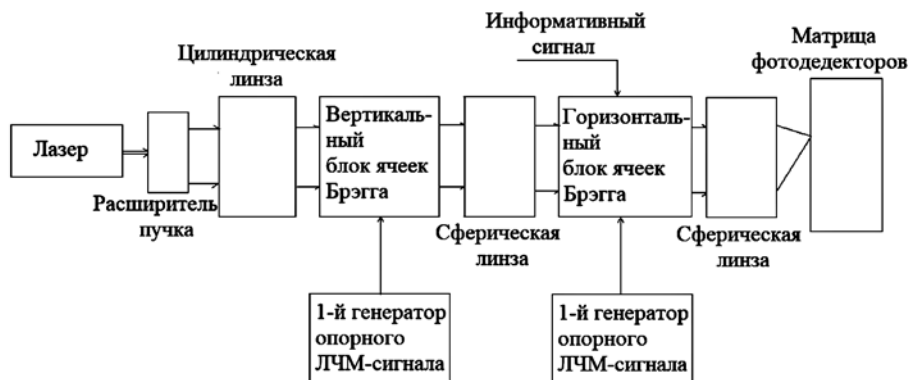 Информативный
сигнал
Матрица
фотодедекторов
Цилиндрическая
линза
Лазер
Расширитель
пучка
Вертикаль-
ный
блок ячеек
Брэгга
Сферическая
линза
Горизонталь-
ный
блок ячеек
Брэгга
Сферическая
линза
1-й генератор
опорного
ЛЧМ-сигнала
1-й генератор
опорного
ЛЧМ-сигнала